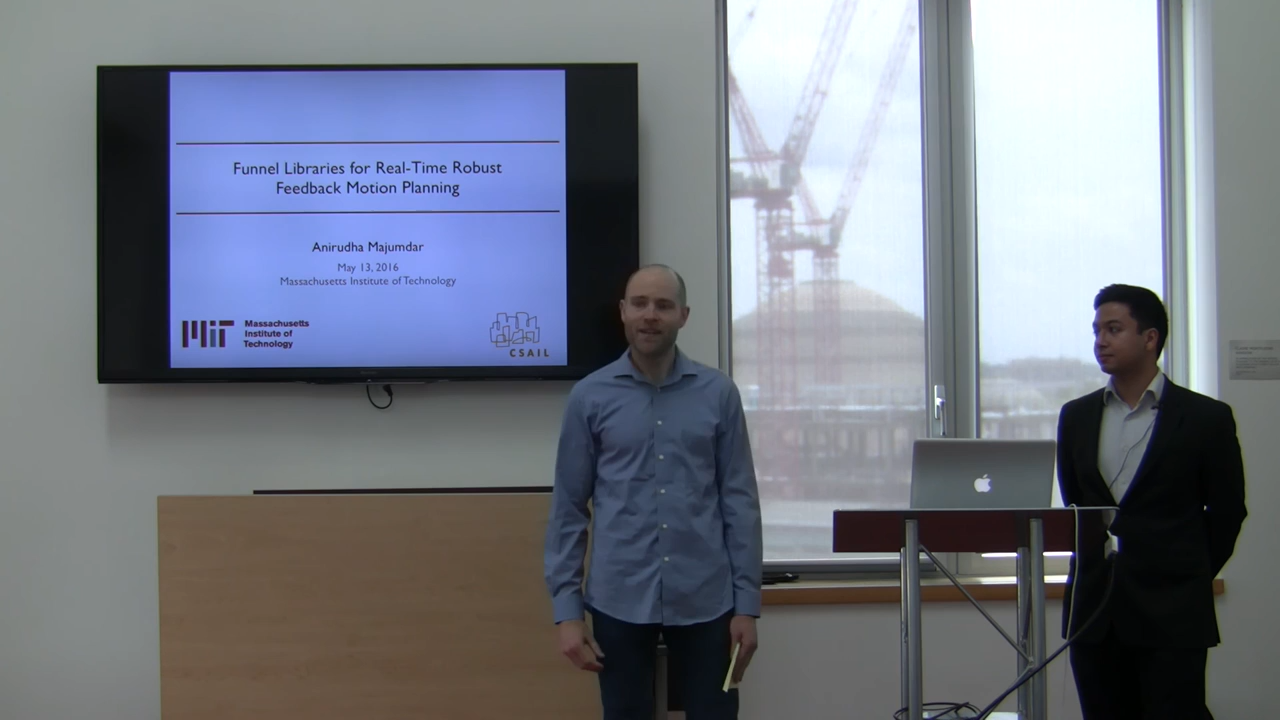 Funnel Libraries for Real-Time Robust
Feedback Motion Planning
Anirudha Majumdar
May 13, 2016
Massachusetts Institute of Technology
MIT
Massachusetts
Institute of
Technology
CSAIL